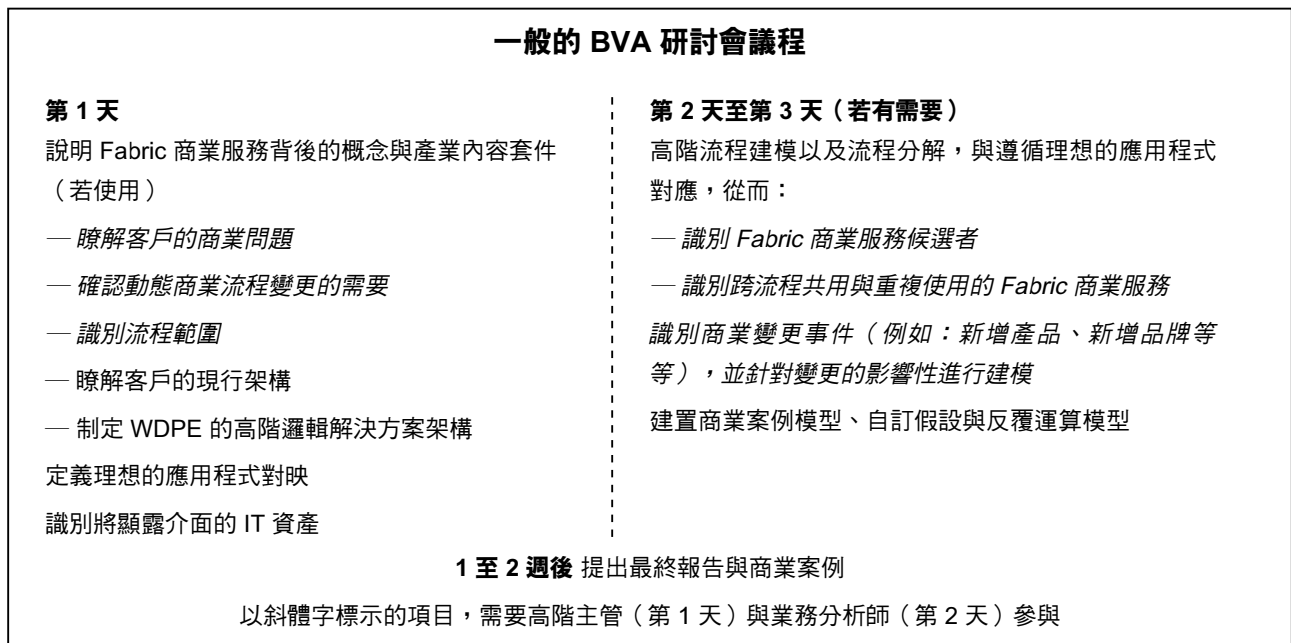 一般的 BVA 研討會議程
第 1 天
說明 Fabric 商業服務背後的概念與產業內容套件
（若使用）
— 瞭解客戶的商業問題
— 確認動態商業流程變更的需要
— 識別流程範圍
— 瞭解客戶的現行架構
— 制定 WDPE 的高階邏輯解決方案架構
定義理想的應用程式對映
識別將顯露介面的 IT 資產
第 2 天至第 3 天（若有需要）
高階流程建模以及流程分解，與遵循理想的應用程式
對應，從而：
— 識別 Fabric 商業服務候選者
— 識別跨流程共用與重複使用的 Fabric 商業服務
識別商業變更事件（例如：新增產品、新增品牌等
等），並針對變更的影響性進行建模
建置商業案例模型、自訂假設與反覆運算模型
1 至 2 週後 提出最終報告與商業案例
以斜體字標示的項目，需要高階主管（第 1 天）與業務分析師（第 2 天）參與